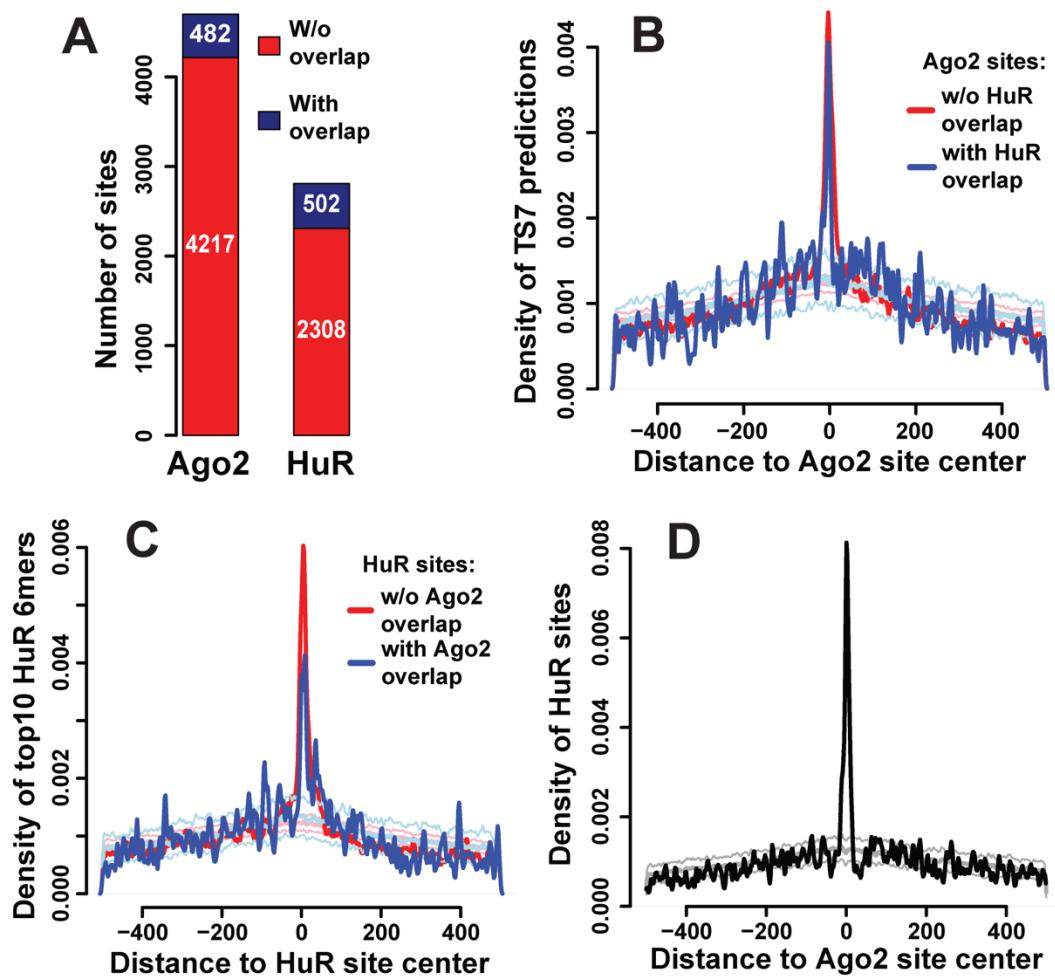 A
482
4217
502
2308
W/o
overlap
With
overlap
Number of sites
0
1000
2000
3000
4000
Ago2
HuR
B
Ago2 sites:
w/o HuR
overlap
with HuR
overlap
Density of TS7 predictions
0.004
0.003
0.002
0.001
0.000
−400
−200
0
200
400
Distance to Ago2 site center
C
HuR sites:
w/o Ago2
overlap
with Ago2
overlap
Density of top10 HuR 6mers
0.006
0.004
0.002
0.000
−400
−200
0
200
400
Distance to HuR site center
D
Density of HuR sites
0.008
0.006
0.004
0.002
0.000
−400
−200
0
200
400
Distance to Ago2 site center